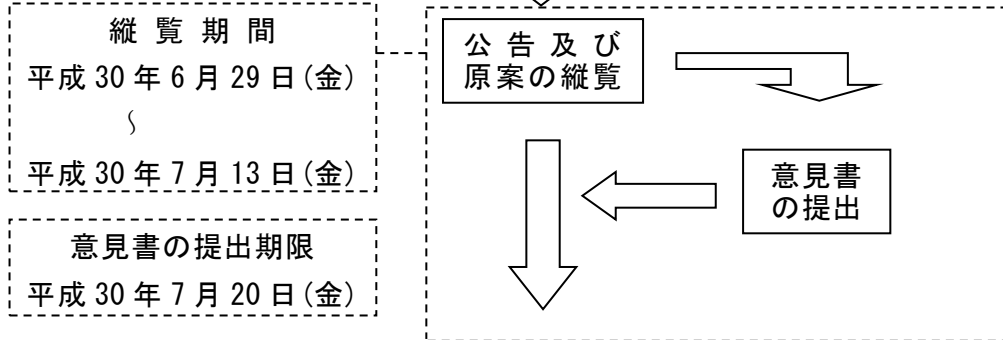 縦覧期間
平成30年6月29日(金)
~
平成30年7月13日(金)
意見書の提出期限
平成30年7月20日(金)
公告及び
原案の縦覧
意見書
の提出